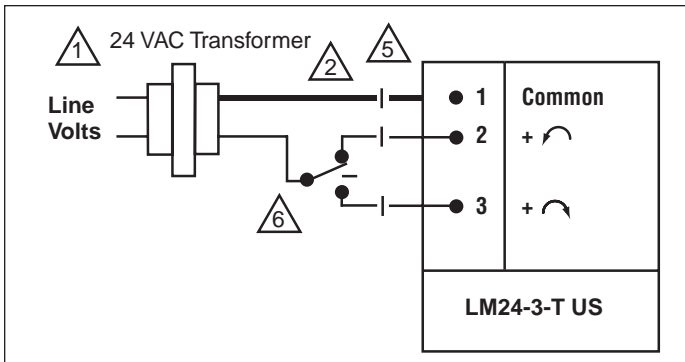 1 24 VAC Transformer
2
5
Line
Volts
1 Common
2 +
3 +
6
LM24-3-T US